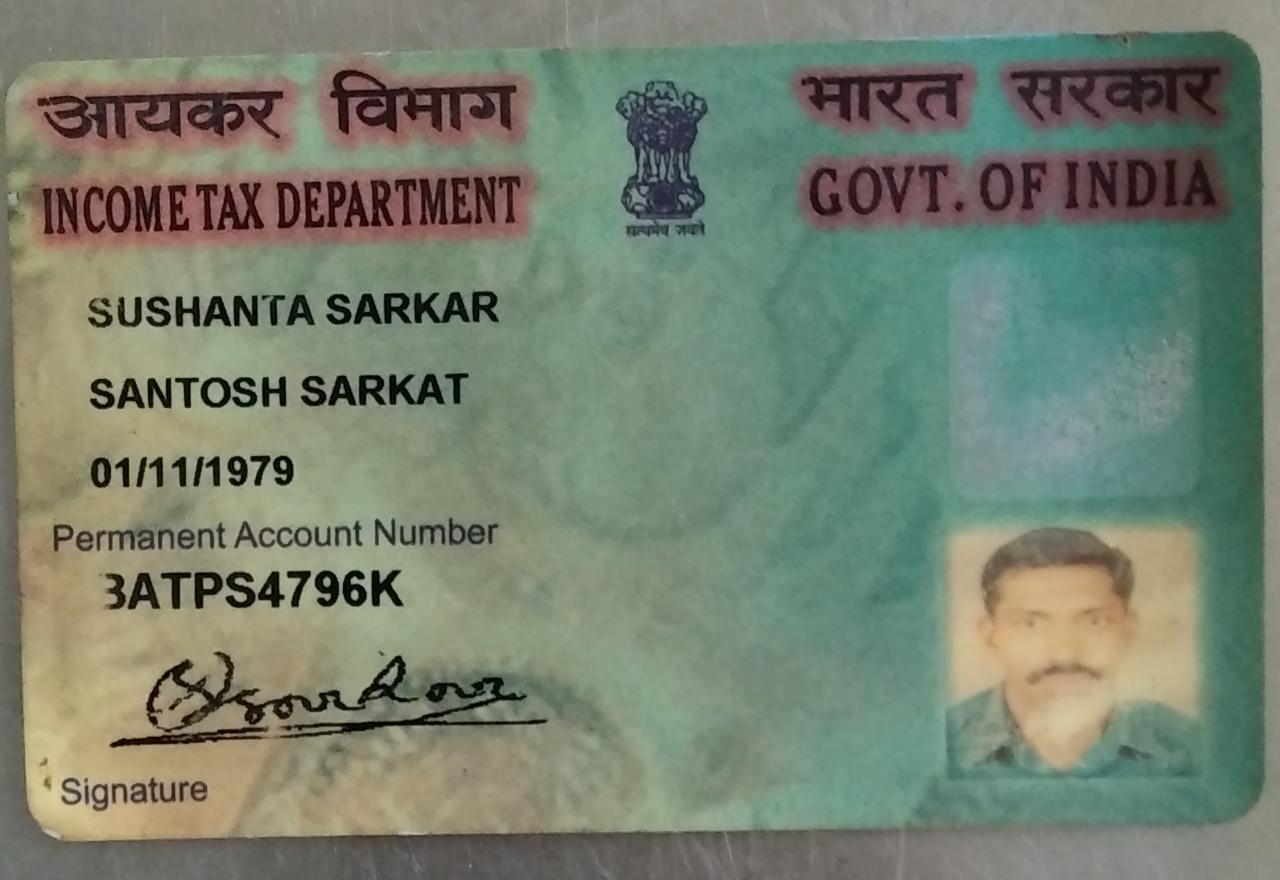 आयकर विभाग
INCOME TAX DEPARTMENT
सत्यमेव जयते
भारत सरकार
GOVT. OF INDIA
SUSHANTA SARKAR
SANTOSH SARKAT
01/11/1979
Permanent Account Number
BATPS4796K
Signature